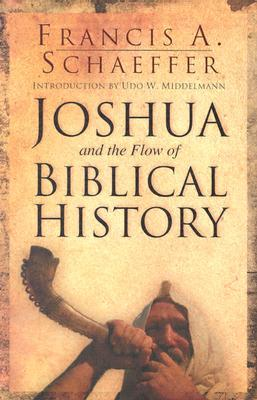 FRANCIS A.
SCHAEFFER
INTRODUCTION BY UDO W. MIDDELMANN
JOSHUA
and the Flow of
BIBLICAL
HISTORY